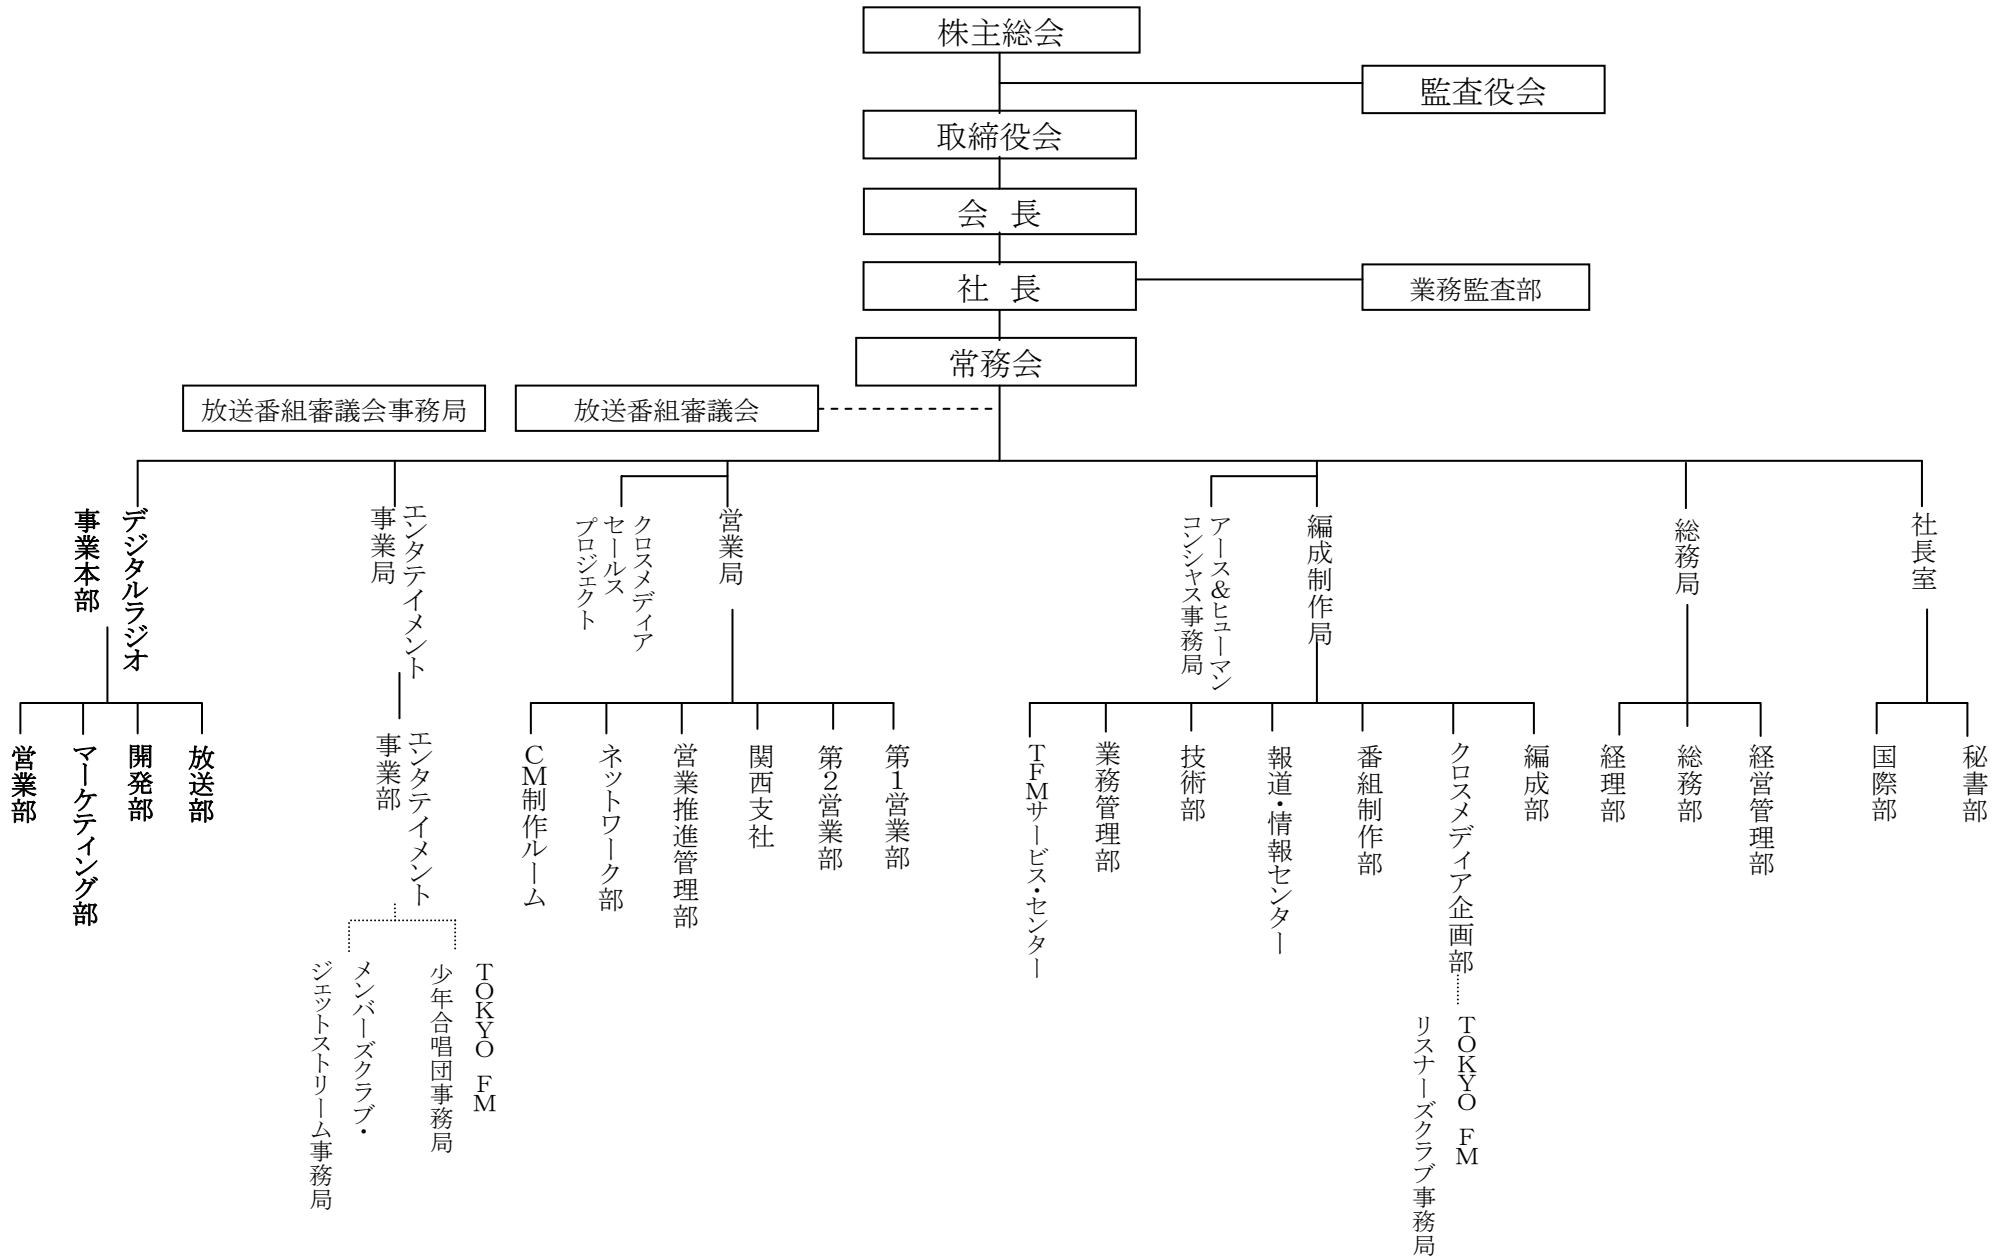 株主総会
監査役会
取締役会
会 長
社 長
業務監査部
常務会
放送番組審議会事務局
放送番組審議会
デジタルラジオ
事業本部
エンタテイメント
事業局
営業局
クロスメディア
セールス
プロジェクト
編成制作局
アース&ヒューマン
コンシャス事務局
総務局
社長室
営業部
マーケティング部
開発部
放送部
エンタテイメント
事業部
CM制作ルーム
ネットワーク部
営業推進管理部
関西支社
第2営業部
第1営業部
TFMサービス・センター
業務管理部
技術部
報道・情報センター
番組制作部
クロスメディア企画部
編成部
経理部
総務部
経営管理部
国際部
秘書部
TOKYO FM
少年合唱団事務局
メンバーズクラブ・
ジェットストリーム事務局
TOKYO FM
リスナーズクラブ事務局